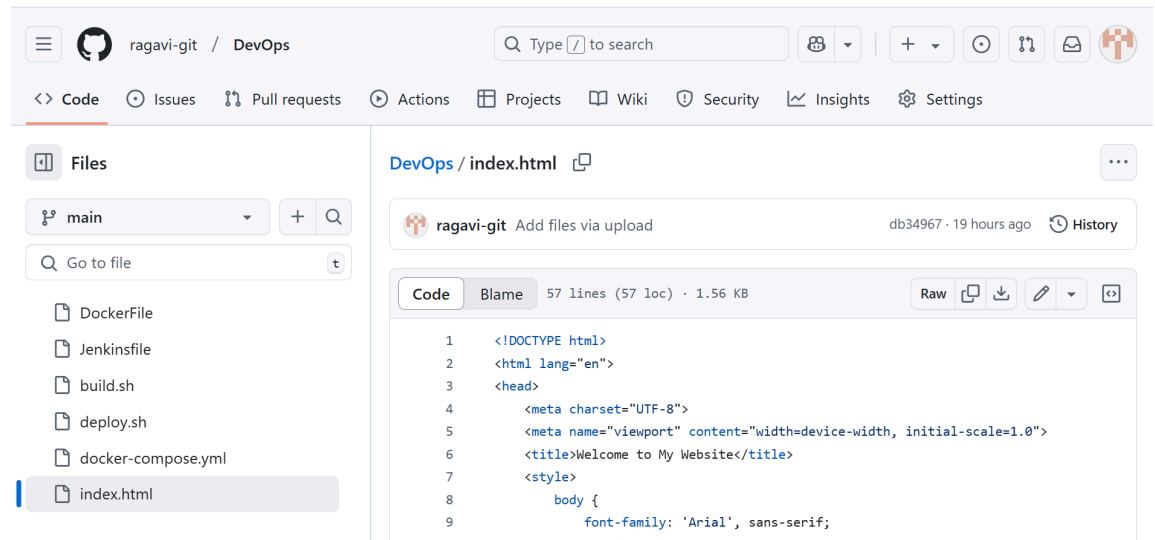 ragavi-git / DevOps
Type / to search
Code Issues Pull requests Actions Projects Wiki Security Insights Settings
Files
main
Go to file t
DockerFile
Jenkinsfile
build.sh
deploy.sh
docker-compose.yml
index.html
DevOps / index.html
ragavi-git Add files via upload db34967 · 19 hours ago History
Code Blame 57 lines (57 loc) · 1.56 KB Raw
1 <!DOCTYPE html>
2 <html lang="en">
3 <head>
4 <meta charset="UTF-8">
5 <meta name="viewport" content="width=device-width, initial-scale=1.0">
6 <title>Welcome to My Website</title>
7 <style>
8 body {
9 font-family: 'Arial', sans-serif;